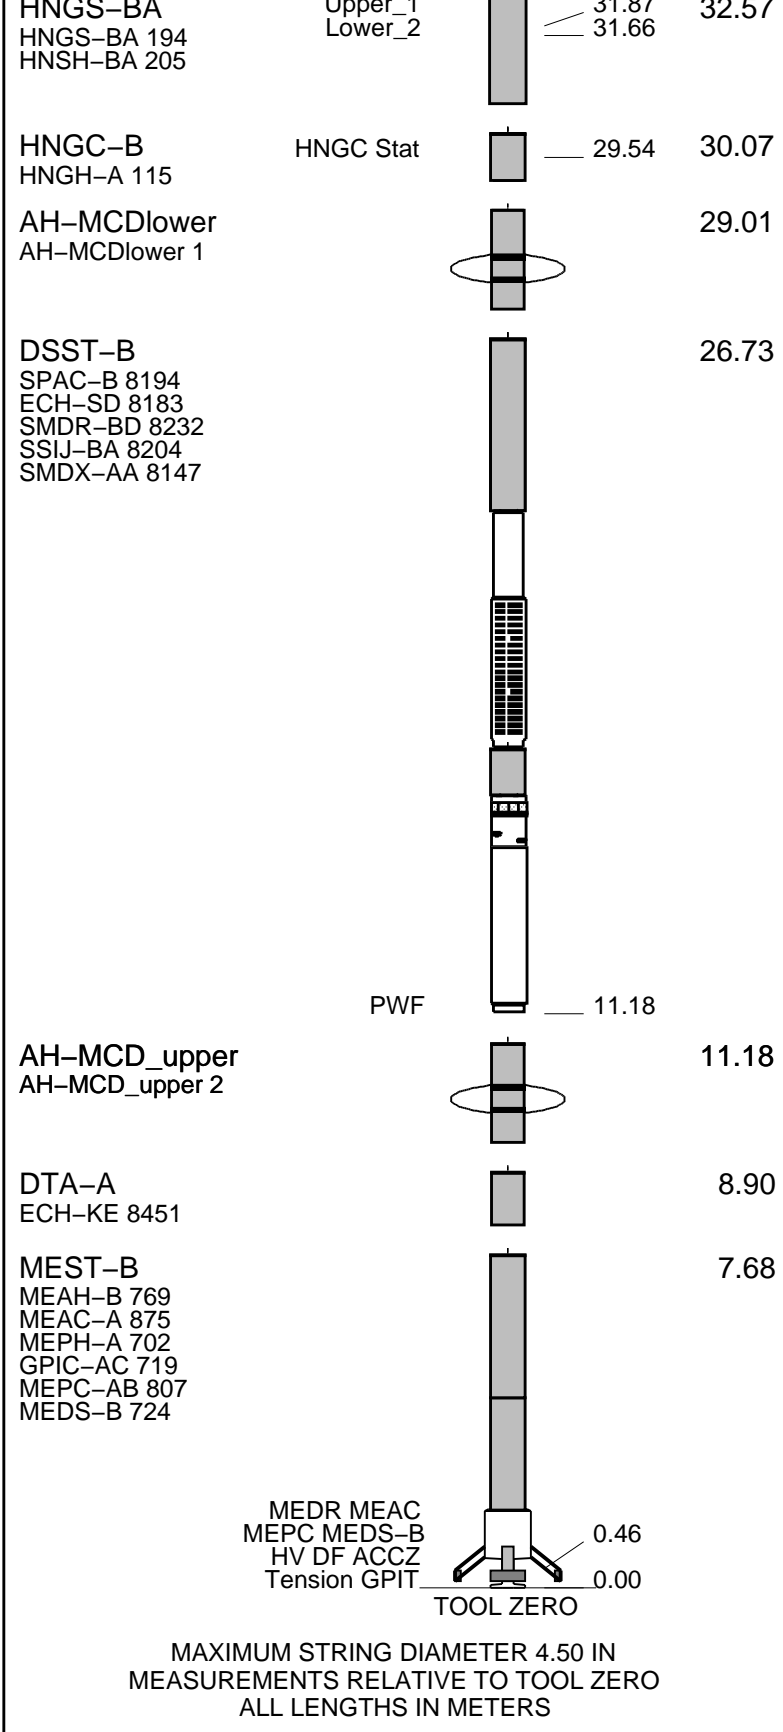 HNGS−BA Upper_1 31.87 32.57
HNGS−BA 194 Lower_2 31.66
HNSH−BA 205
HNGC−B HNGC Stat 29.54 30.07
HNGH−A 115
AH−MCDlower 29.01
AH−MCDlower 1
DSST−B 26.73
SPAC−B 8194
ECH−SD 8183
SMDR−BD 8232
SSIJ−BA 8204
SMDX−AA 8147
PWF 11.18
AH−MCD_upper 11.18
AH−MCD_upper 2
DTA−A 8.90
ECH−KE 8451
MEST−B 7.68
MEAH−B 769
MEAC−A 875
MEPH−A 702
GPIC−AC 719
MEPC−AB 807
MEDS−B 724
MEDR MEAC
MEPC MEDS−B 0.46
HV DF ACCZ
Tension GPIT 0.00
TOOL ZERO
MAXIMUM STRING DIAMETER 4.50 IN
MEASUREMENTS RELATIVE TO TOOL ZERO
ALL LENGTHS IN METERS